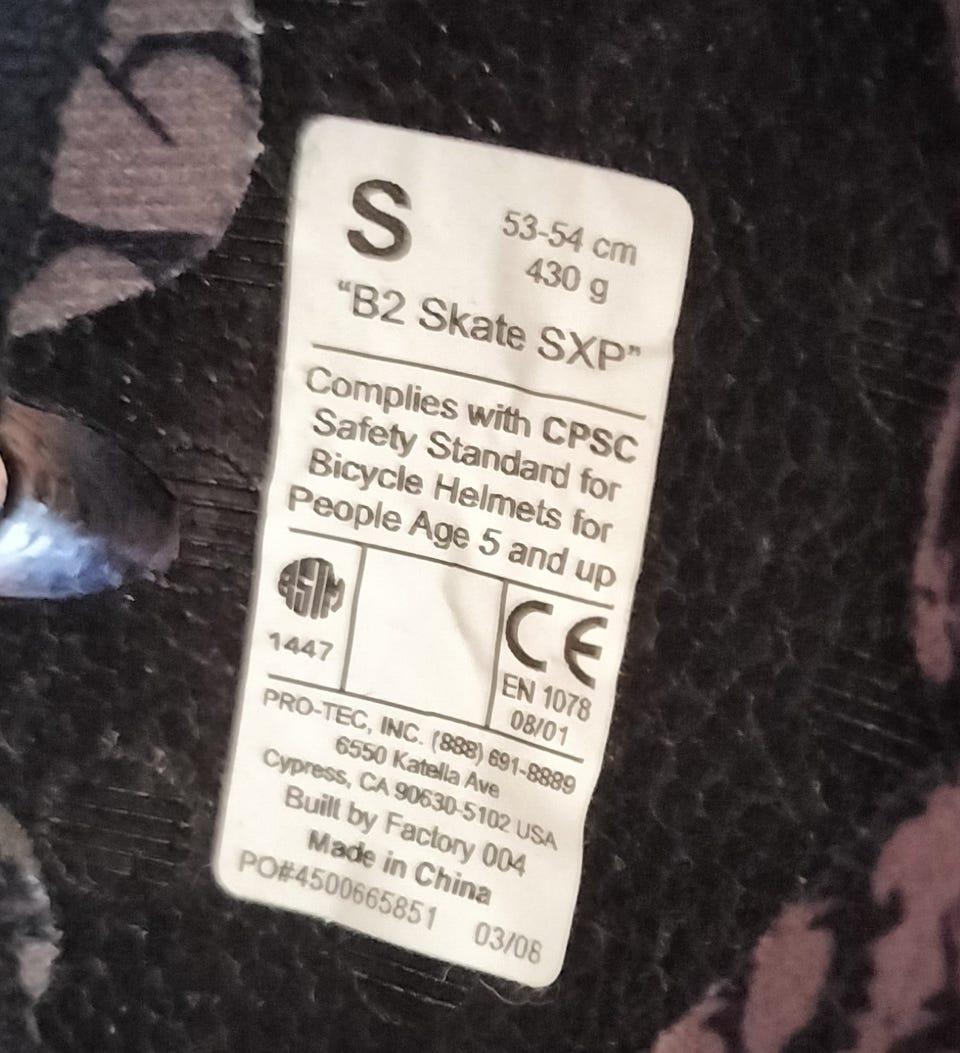 S
53-54 cm
430 g
“B2 Skate SXP”
Complies with CPSC
Safety Standard for
Bicycle Helmets for
People Age 5 and up
ASTM
1447
CE
EN 1078
08/01
PRO-TEC, INC. (888) 691-8889
6550 Katella Ave
Cypress, CA 90630-5102 USA
Built by Factory 004
Made in China
PO#4500665851 03/08